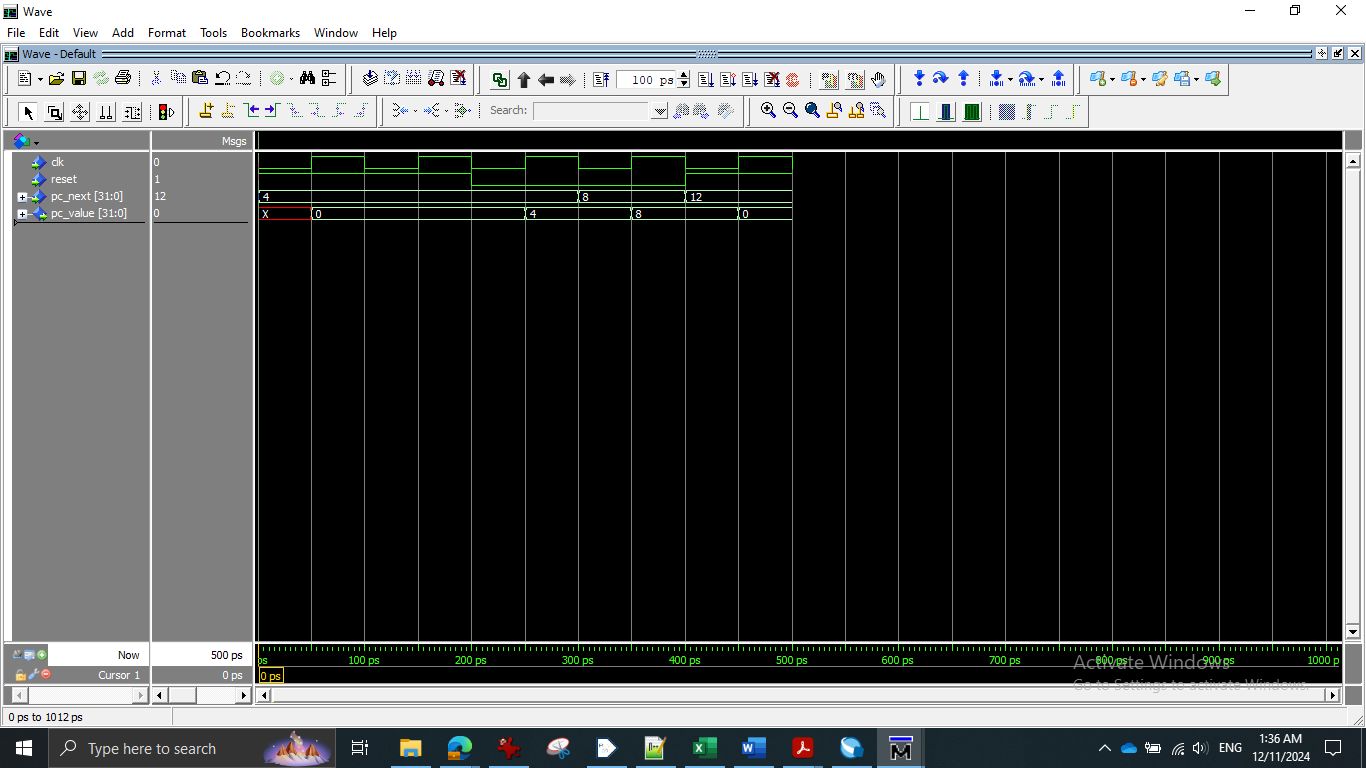 Wave
File Edit View Add Format Tools Bookmarks Window Help
Wave - Default
100 ps
Search:
Msgs
clk 0
reset 1
pc_next [31:0] 12 4 8 12
pc_value [31:0] 0 X 0 4 8 0
Now 500 ps
ps 100 ps 200 ps 300 ps 400 ps 500 ps 600 ps 700 ps 800 ps 900 ps 1000 p
Cursor 1 0 ps 0 ps
Activate Windows
Go to Settings to activate Windows.
0 ps to 1012 ps
Type here to search
ENG
1:36 AM
12/11/2024